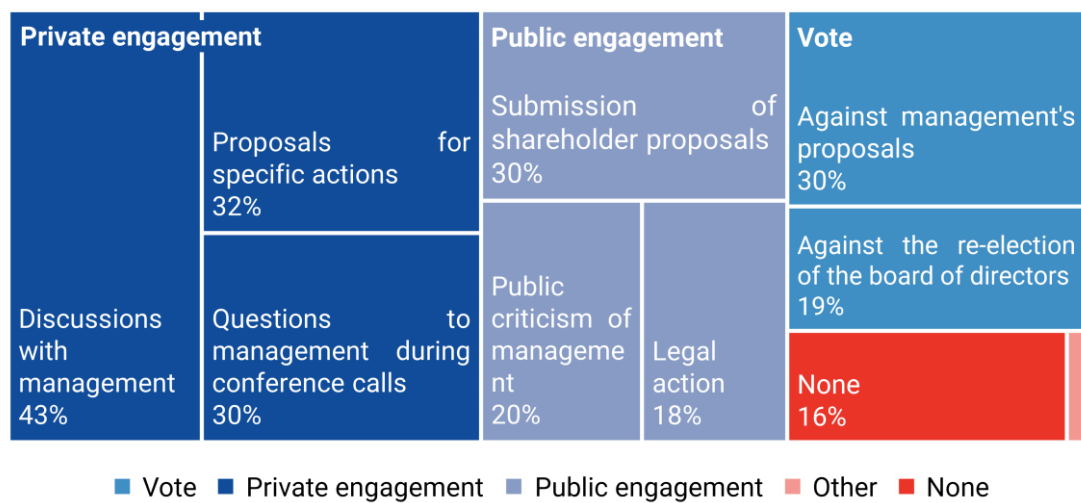 Private engagement
Discussions
with
management
43%
Proposals for
specific actions
32%
Questions to
management during
conference calls
30%
Public engagement
Submission of
shareholder proposals
30%
Public
criticism of
manageme
nt
20%
Legal
action
18%
Vote
Against management's
proposals
30%
Against the re-election
of the board of directors
19%
None
16%
Vote
Private engagement
Public engagement
Other
None